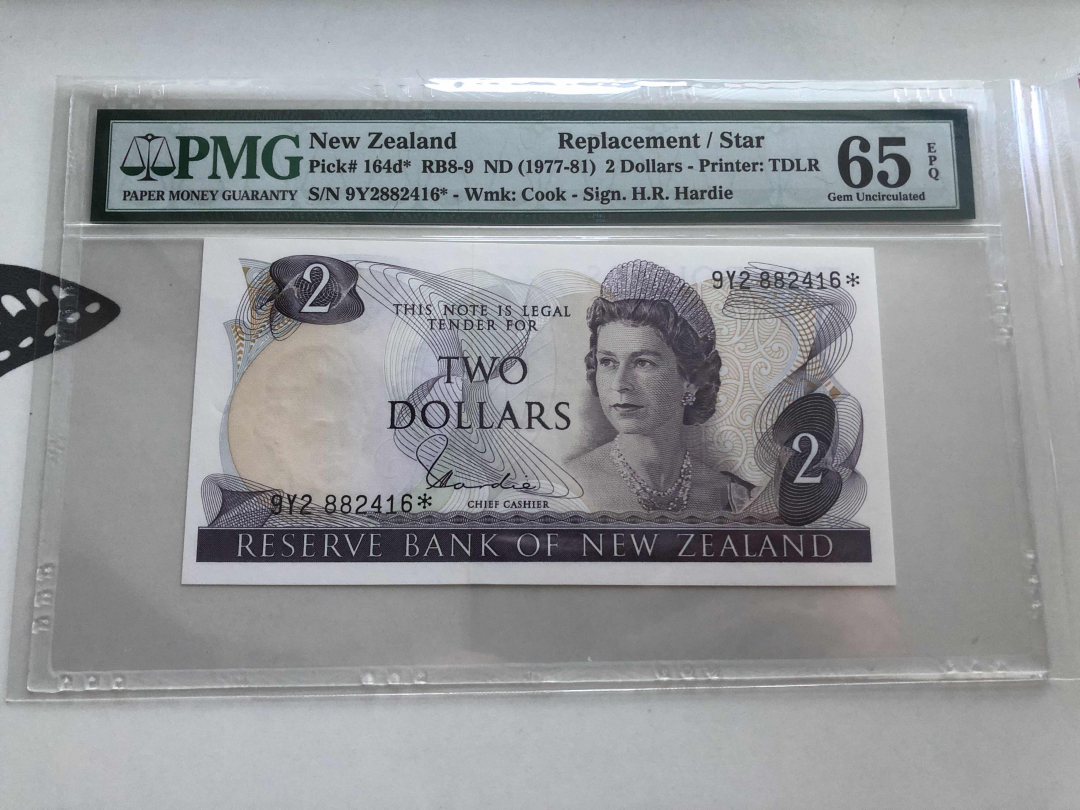 PMG
PAPER MONEY GUARANTY
New Zealand Replacement / Star
Pick# 164d* RB8-9 ND (1977-81) 2 Dollars - Printer: TDLR
S/N 9Y2882416* - Wmk: Cook - Sign. H.R. Hardie
65
EPQ
Gem Uncirculated
2
9Y2 882416*
THIS NOTE IS LEGAL
TENDER FOR
TWO
DOLLARS
Hardie
CHIEF CASHIER
2
9Y2 882416*
RESERVE BANK OF NEW ZEALAND